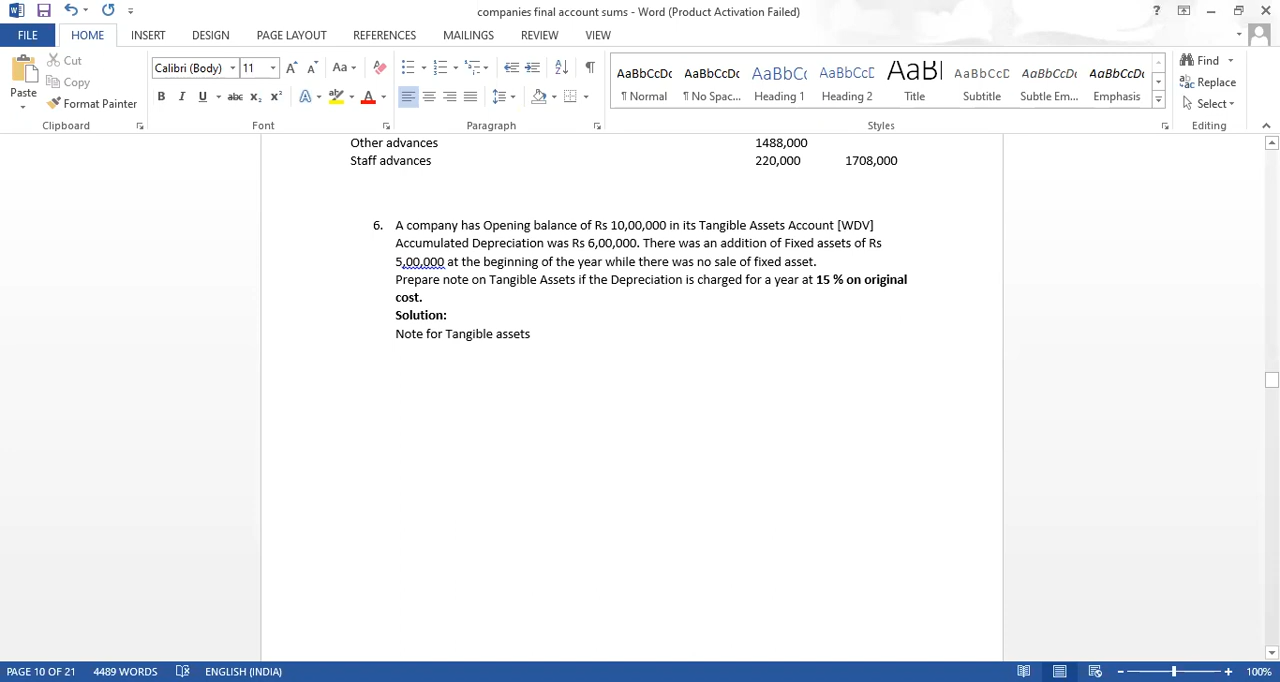 companies final account sums - Word (Product Activation Failed)
FILE HOME INSERT DESIGN PAGE LAYOUT REFERENCES MAILINGS REVIEW VIEW
Paste
Cut
Copy
Format Painter
Clipboard
Calibri (Body) 11
Font
Paragraph
AaBbCcDc AaBbCcDc AaBbCc AaBbCcD AaBl AaBbCcD AaBbCcDc AaBbCcDc
¶ Normal ¶ No Spac... Heading 1 Heading 2 Title Subtitle Subtle Em... Emphasis
Styles
Find
Replace
Select
Editing
Other advances 1488,000
Staff advances 220,000 1708,000
6. A company has Opening balance of Rs 10,00,000 in its Tangible Assets Account [WDV]
Accumulated Depreciation was Rs 6,00,000. There was an addition of Fixed assets of Rs
5,00,000 at the beginning of the year while there was no sale of fixed asset.
Prepare note on Tangible Assets if the Depreciation is charged for a year at 15 % on original
cost.
Solution:
Note for Tangible assets
PAGE 10 OF 21 4489 WORDS ENGLISH (INDIA) 100%